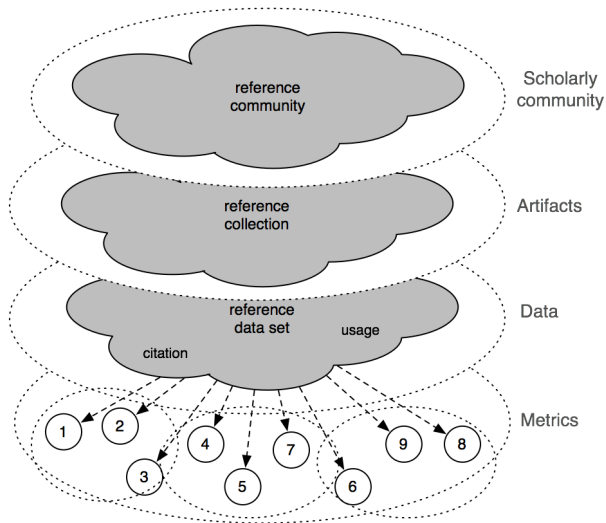 reference
community
Scholarly
community
reference
collection
Artifacts
reference
data set
usage
citation
Data
1
2
3
4
5
6
7
8
9
Metrics